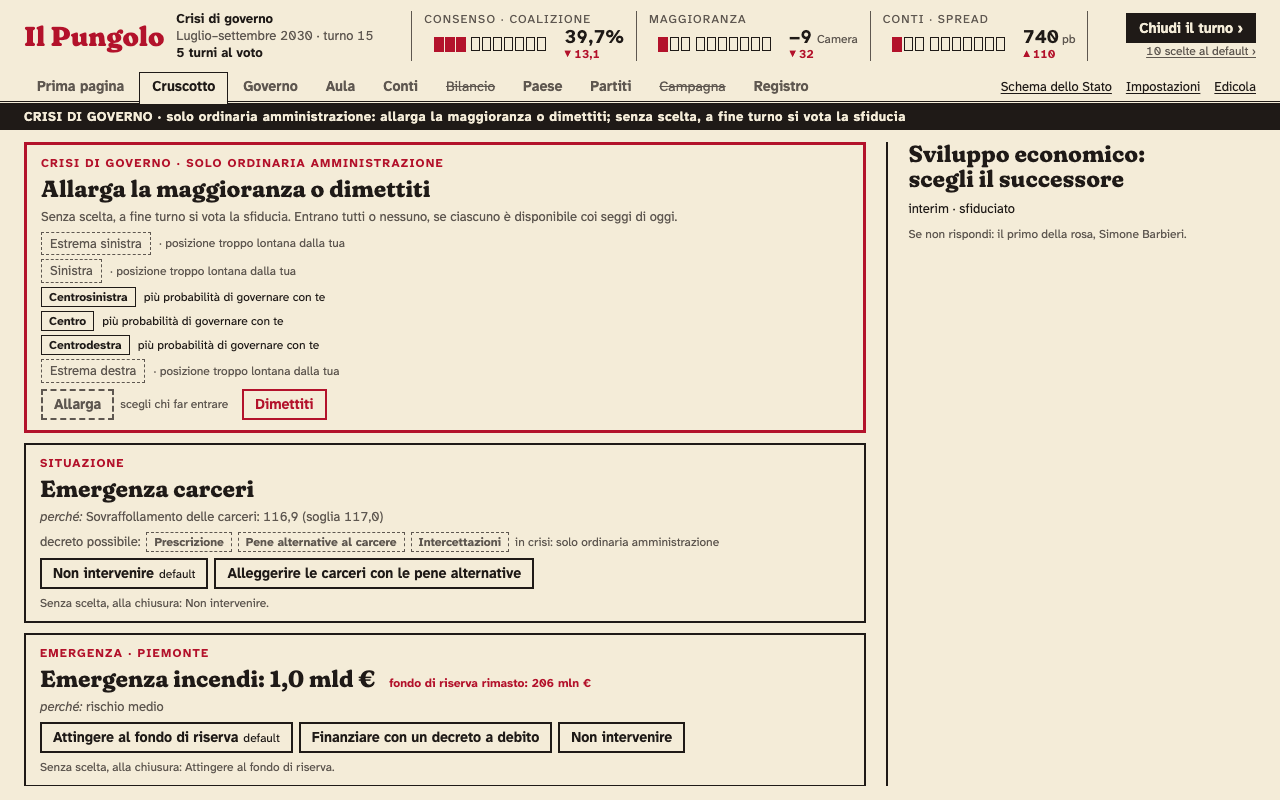 Il Pungolo
Crisi di governo
Luglio–settembre 2030 · turno 15
5 turni al voto
CONSENSO · COALIZIONE
39,7%
▼ 13,1
MAGGIORANZA
−9 Camera
▼ 32
CONTI · SPREAD
740 pb
▲ 110
Chiudi il turno ›
10 scelte al default ›
Prima pagina Cruscotto Governo Aula Conti Bilancio Paese Partiti Campagna Registro Schema dello Stato Impostazioni Edicola
CRISI DI GOVERNO · solo ordinaria amministrazione: allarga la maggioranza o dimettiti; senza scelta, a fine turno si vota la sfiducia
CRISI DI GOVERNO · SOLO ORDINARIA AMMINISTRAZIONE
Allarga la maggioranza o dimettiti
Senza scelta, a fine turno si vota la sfiducia. Entrano tutti o nessuno, se ciascuno è disponibile coi seggi di oggi.
Estrema sinistra · posizione troppo lontana dalla tua
Sinistra · posizione troppo lontana dalla tua
Centrosinistra più probabilità di governare con te
Centro più probabilità di governare con te
Centrodestra più probabilità di governare con te
Estrema destra · posizione troppo lontana dalla tua
Allarga scegli chi far entrare Dimettiti
SITUAZIONE
Emergenza carceri
perché: Sovraffollamento delle carceri: 116,9 (soglia 117,0)
decreto possibile: Prescrizione Pene alternative al carcere Intercettazioni in crisi: solo ordinaria amministrazione
Non intervenire default Alleggerire le carceri con le pene alternative
Senza scelta, alla chiusura: Non intervenire.
EMERGENZA · PIEMONTE
Emergenza incendi: 1,0 mld € fondo di riserva rimasto: 206 mln €
perché: rischio medio
Attingere al fondo di riserva default Finanziare con un decreto a debito Non intervenire
Senza scelta, alla chiusura: Attingere al fondo di riserva.
Sviluppo economico:
scegli il successore
interim · sfiduciato
Se non rispondi: il primo della rosa, Simone Barbieri.